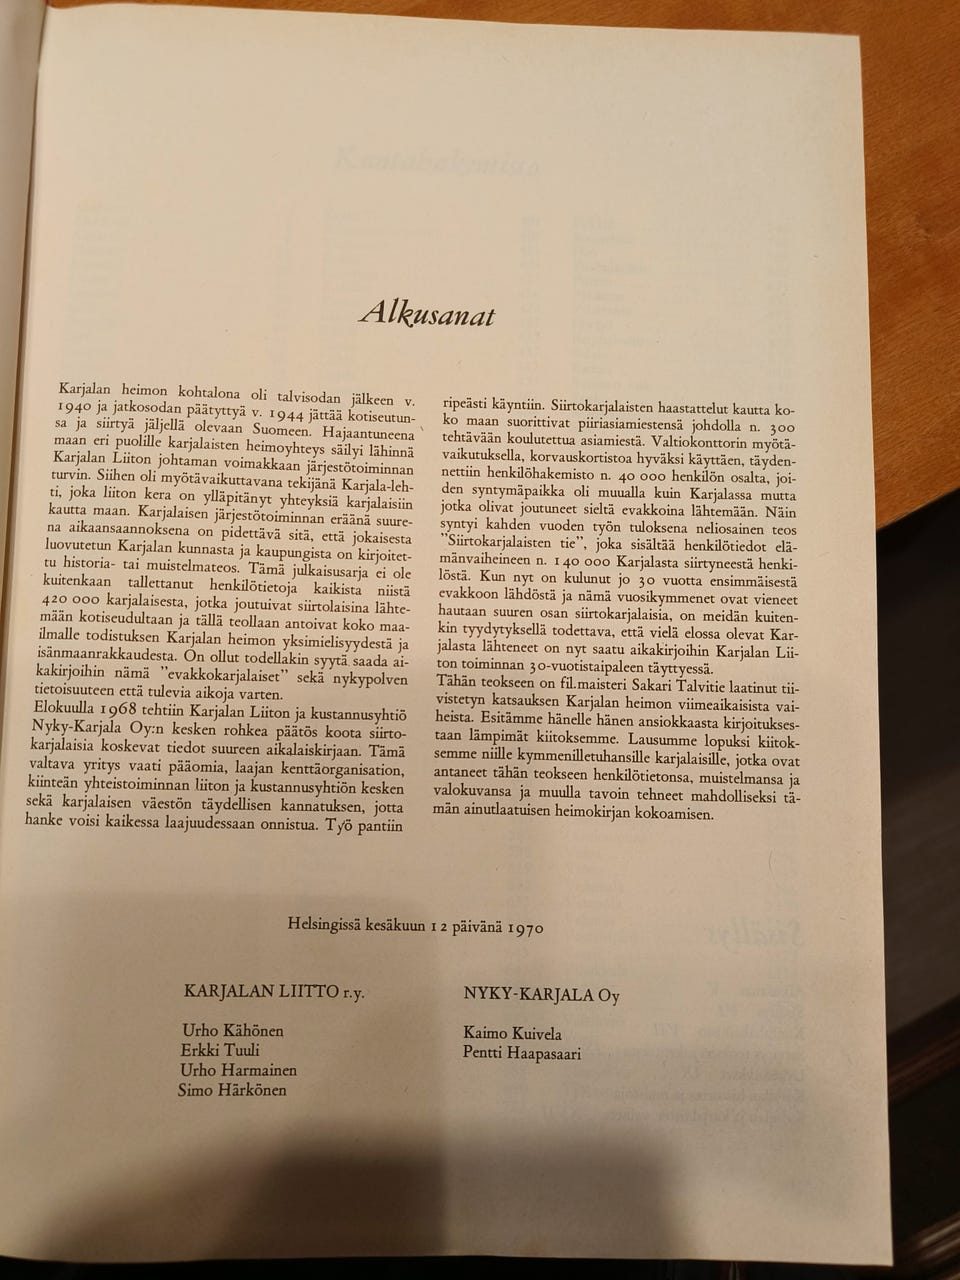 Alkusanat
Karjalan heimon kohtalona oli talvisodan jälkeen v.
1940 ja jatkosodan päätyttyä v. 1944 jättää kotiseutun-
sa ja siirtyä jäljellä olevaan Suomeen. Hajaantuneena
maan eri puolille karjalaisten heimoyhteys säilyi lähinnä
Karjalan Liiton johtaman voimakkaan järjestötoiminnan
turvin. Siihen oli myötävaikuttavana tekijänä Karjala-leh-
ti, joka liiton kera on ylläpitänyt yhteyksiä karjalaisiin
kautta maan. Karjalaisen järjestötoiminnan eräänä suure-
na aikaansaannoksena on pidettävä sitä, että jokaisesta
luovutetun Karjalan kunnasta ja kaupungista on kirjoitet-
tu historia- tai muistelmateos. Tämä julkaisusarja ei ole
kuitenkaan tallettanut henkilötietoja kaikista niistä
420 000 karjalaisesta, jotka joutuivat siirtolaisina lähte-
mään kotiseudultaan ja tällä teollaan antoivat koko maa-
ilmalle todistuksen Karjalan heimon yksimielisyydestä ja
isänmaanrakkaudesta. On ollut todellakin syytä saada ai-
kakirjoihin nämä ”evakkokarjalaiset” sekä nykypolven
tietoisuuteen että tulevia aikoja varten.
Elokuulla 1968 tehtiin Karjalan Liiton ja kustannusyhtiö
Nyky-Karjala Oy:n kesken rohkea päätös koota siirto-
karjalaisia koskevat tiedot suureen aikalaiskirjaan. Tämä
valtava yritys vaati pääomia, laajan kenttäorganisation,
kiinteän yhteistoiminnan liiton ja kustannusyhtiön kesken
sekä karjalaisen väestön täydellisen kannatuksen, jotta
hanke voisi kaikessa laajuudessaan onnistua. Työ pantiin
ripeästi käyntiin. Siirtokarjalaisten haastattelut kautta ko-
ko maan suorittivat piiriasiamiestensä johdolla n. 300
tehtävään koulutettua asiamiestä. Valtiokonttorin myötä-
vaikutuksella, korvauskortistoa hyväksi käyttäen, täyden-
nettiin henkilöhakemisto n. 40 000 henkilön osalta, joi-
den syntymäpaikka oli muualla kuin Karjalassa mutta
jotka olivat joutuneet sieltä evakkoina lähtemään. Näin
syntyi kahden vuoden työn tuloksena neliosainen teos
”Siirtokarjalaisten tie”, joka sisältää henkilötiedot elä-
mänvaiheineen n. 140 000 Karjalasta siirtyneestä henki-
löstä. Kun nyt on kulunut jo 30 vuotta ensimmäisestä
evakkoon lähdöstä ja nämä vuosikymmenet ovat vieneet
hautaan suuren osan siirtokarjalaisia, on meidän kuiten-
kin tyydytyksellä todettava, että vielä elossa olevat Kar-
jalasta lähteneet on nyt saatu aikakirjoihin Karjalan Lii-
ton toiminnan 30-vuotistaipaleen täyttyessä.
Tähän teokseen on fil.maisteri Sakari Talvitie laatinut tii-
vistetyn katsauksen Karjalan heimon viimeaikaisista vai-
heista. Esitämme hänelle hänen ansiokkaasta kirjoitukses-
taan lämpimät kiitoksemme. Lausumme lopuksi kiitok-
semme niille kymmenilletuhansille karjalaisille, jotka ovat
antaneet tähän teokseen henkilötietonsa, muistelmansa ja
valokuvansa ja muulla tavoin tehneet mahdolliseksi tä-
män ainutlaatuisen heimokirjan kokoamisen.
Helsingissä kesäkuun 12 päivänä 1970
KARJALAN LIITTO r.y.
Urho Kähönen
Erkki Tuuli
Urho Harmainen
Simo Härkönen
NYKY-KARJALA Oy
Kaimo Kuivela
Pentti Haapasaari